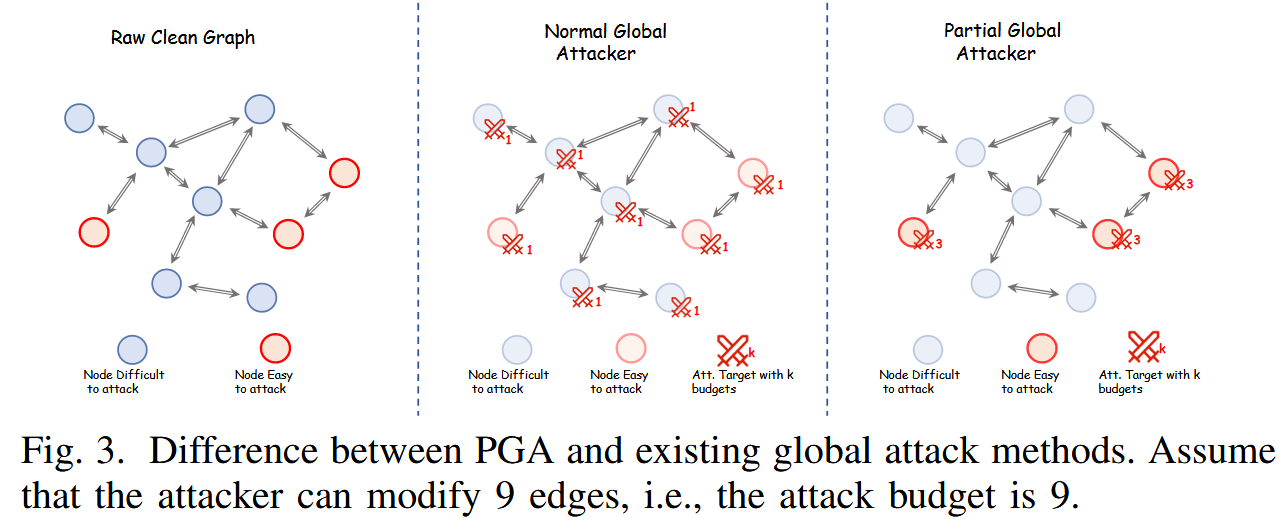 Raw Clean Graph
Node Difficult
to attack
Node Easy
to attack
Normal Global
Attacker
1
1
1
1
1
1
1
1
1
Node Difficult
to attack
Node Easy
to attack
k
Att. Target with k
budgets
Partial Global
Attacker
3
3
3
Node Difficult
to attack
Node Easy
to attack
k
Att. Target with k
budgets
Fig. 3. Difference between PGA and existing global attack methods. Assume
that the attacker can modify 9 edges, i.e., the attack budget is 9.